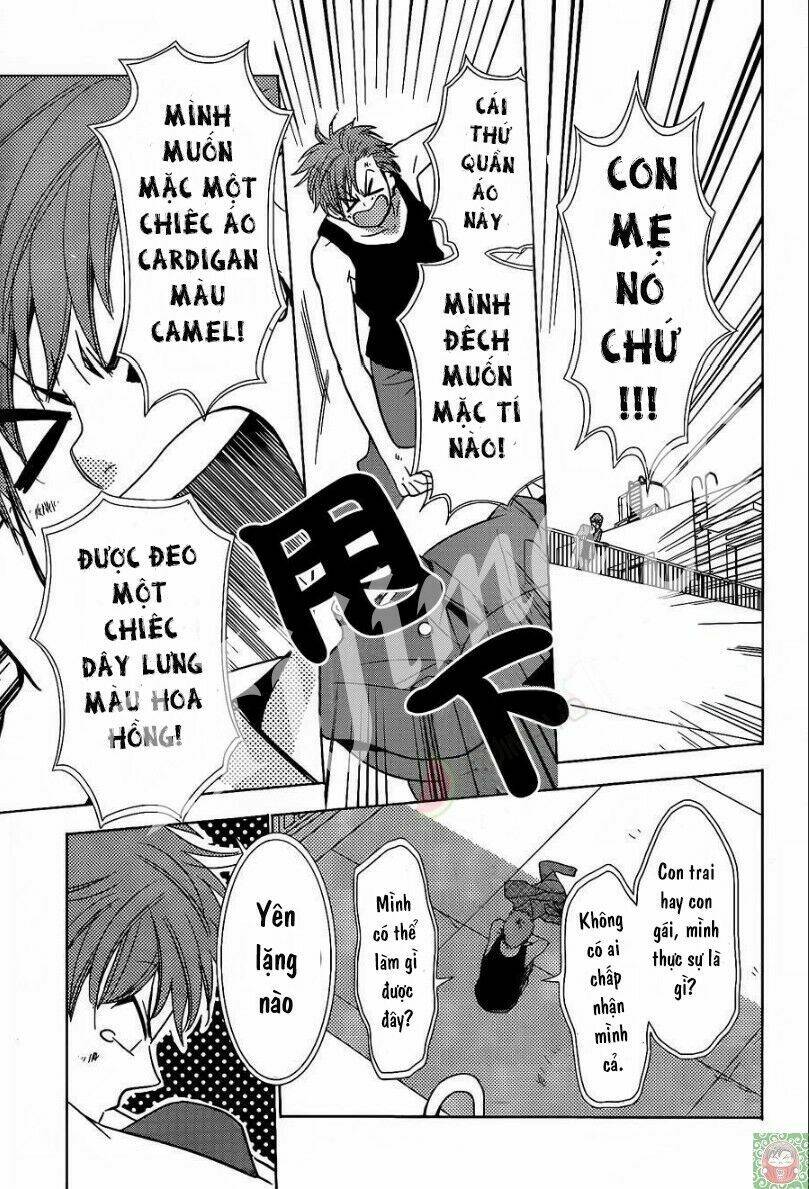 CON
MẸ
NÓ
CHỨ
!!!
CÁI
THỨ
QUẦN
ÁO
NÀY
MÌNH
ĐẾCH
MUỐN
MẶC TÍ
NÀO!
MÌNH
MUỐN
MẶC MỘT
CHIẾC ÁO
CARDIGAN
MÀU
CAMEL!
甩
下
ĐƯỢC ĐEO
MỘT
CHIẾC
DÂY LƯNG
MÀU HOA
HỒNG!
Con trai
hay con
gái, mình
thực sự là
gì?
Không
có ai
chấp
nhận
mình
cả.
Mình
có thể
làm gì
được
đây?
Yên
lặng
nào